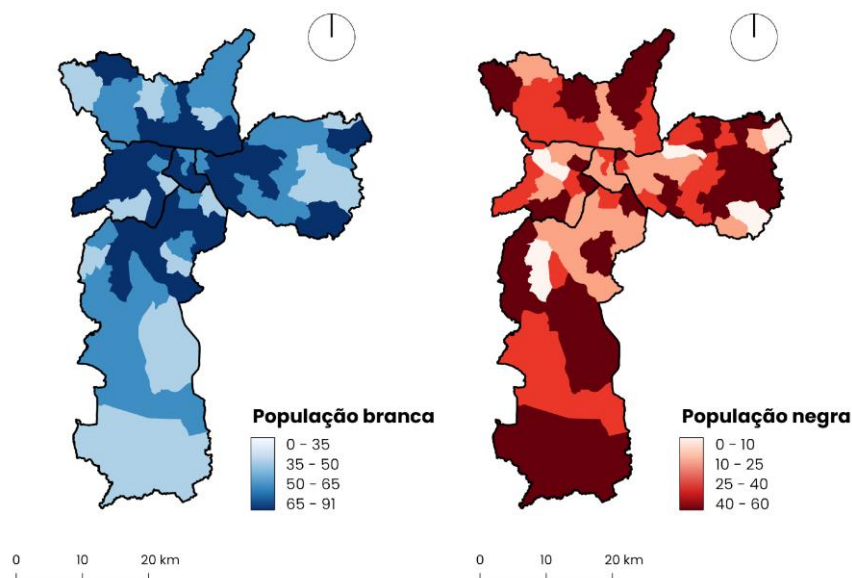 População branca
0 - 35
35 - 50
50 - 65
65 - 91
População negra
0 - 10
10 - 25
25 - 40
40 - 60
0 10 20 km
0 10 20 km